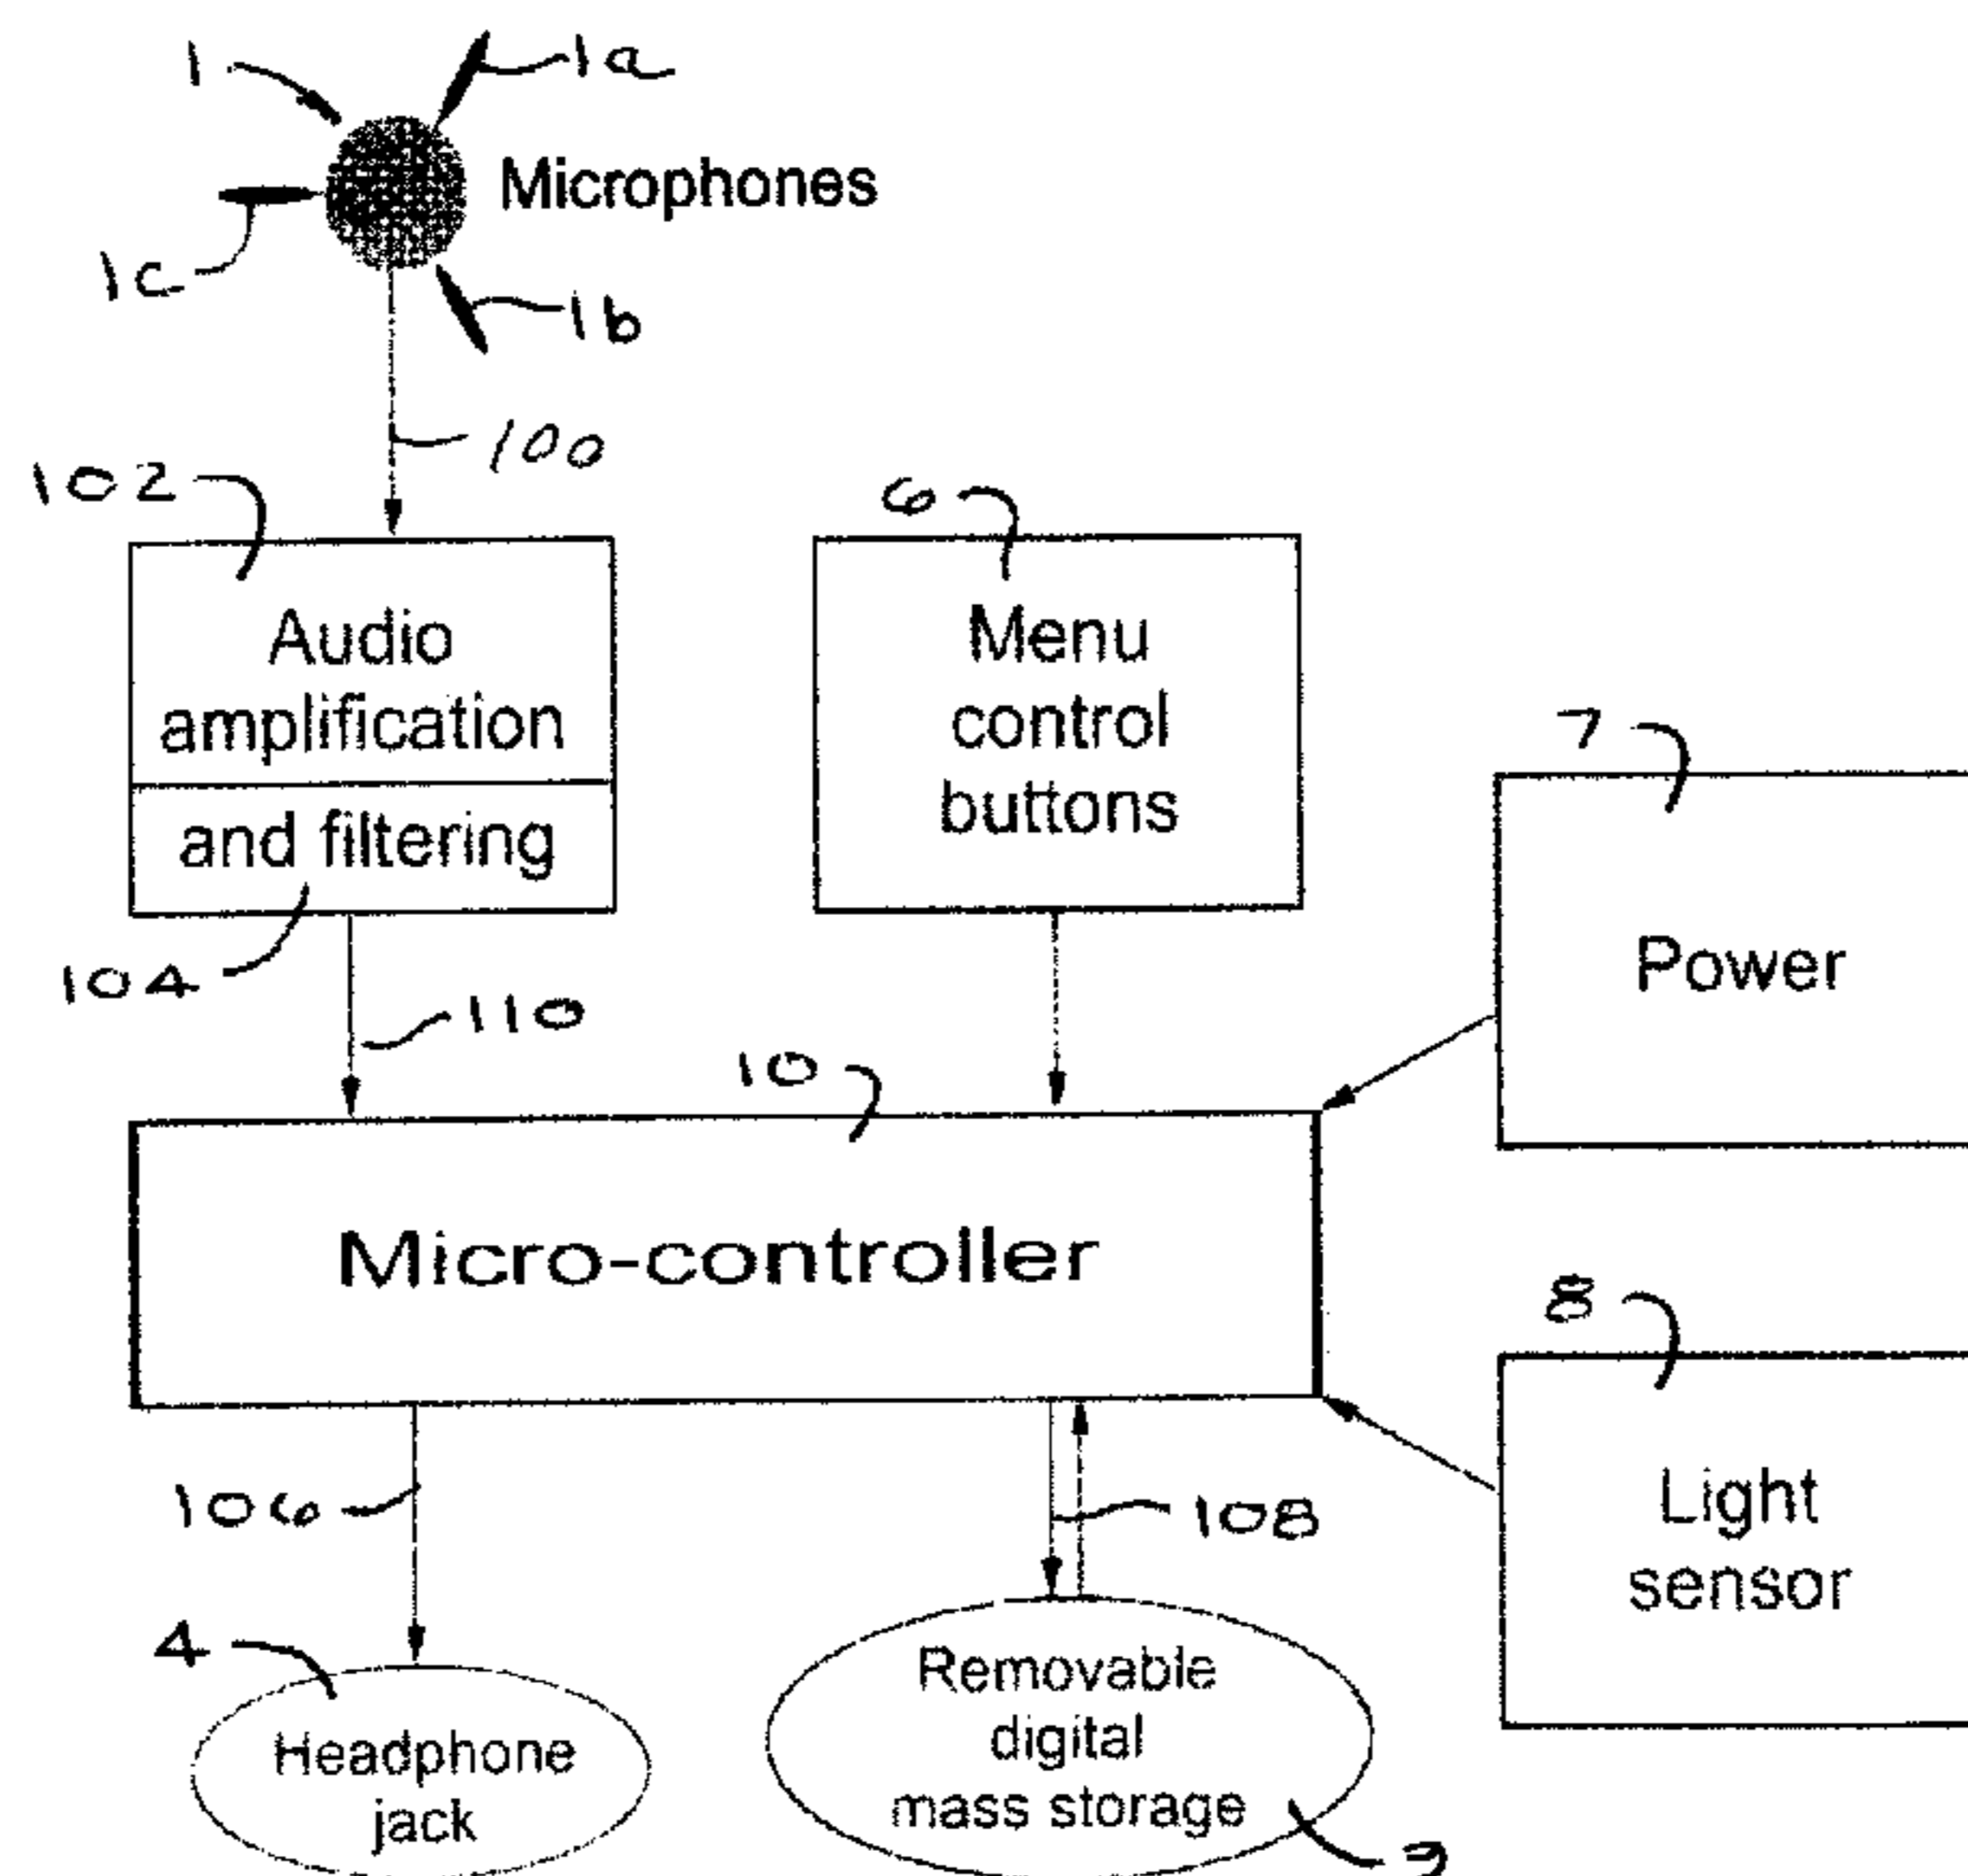 1
1a
Microphones
1c
1b
100
102
6
Audio
amplification
and filtering
Menu
control
buttons
7
Power
104
110
10
Micro-controller
8
Light
sensor
106
108
4
Headphone
jack
Removable
digital
mass storage